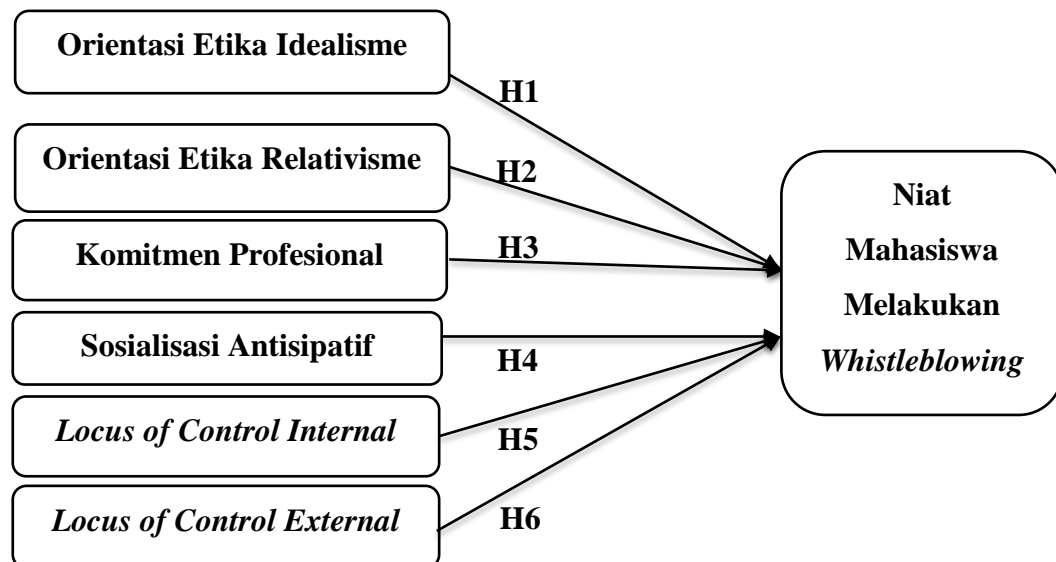 Orientasi Etika Idealisme
H1
Orientasi Etika Relativisme
H2
Komitmen Profesional
H3
Sosialisasi Antisipatif
H4
Locus of Control Internal
H5
Locus of Control External
H6
Niat
Mahasiswa
Melakukan
Whistleblowing